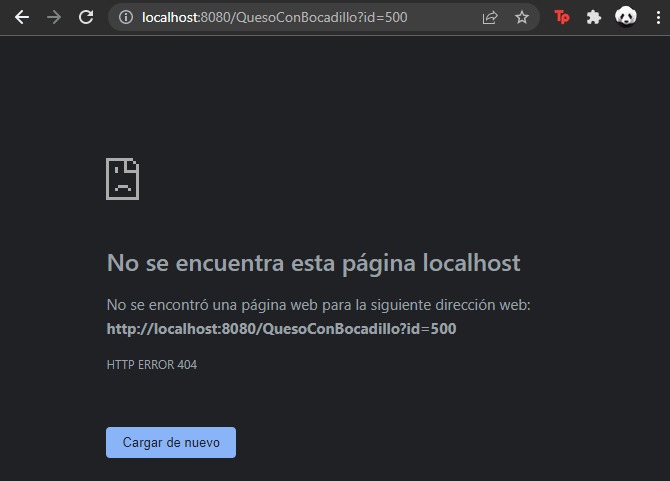 localhost:8080/QuesoConBocadillo?id=500
Tp
No se encuentra esta página localhost
No se encontró una página web para la siguiente dirección web:
http://localhost:8080/QuesoConBocadillo?id=500
HTTP ERROR 404
Cargar de nuevo